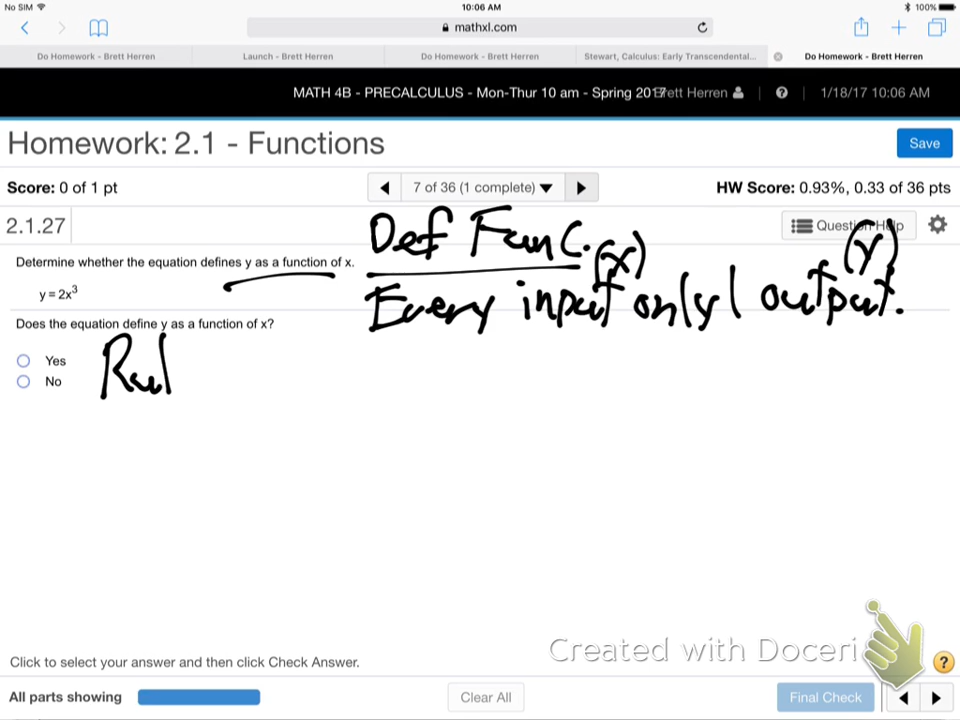 No SIM
10:06 AM
100%
mathxl.com
Do Homework - Brett Herren
Launch - Brett Herren
Do Homework - Brett Herren
Stewart, Calculus: Early Transcendental...
Do Homework - Brett Herren
MATH 4B - PRECALCULUS - Mon-Thur 10 am - Spring 2017
Brett Herren
1/18/17 10:06 AM
Homework: 2.1 - Functions
Save
Score: 0 of 1 pt
7 of 36 (1 complete)
HW Score: 0.93%, 0.33 of 36 pts
2.1.27
Question Help
Def Func.
Determine whether the equation defines y as a function of x.
(x) (y)
y = 2x³
Every input only 1 output.
Does the equation define y as a function of x?
Yes
No
Rul
Created with Doceri
Click to select your answer and then click Check Answer.
?
All parts showing
Clear All
Final Check